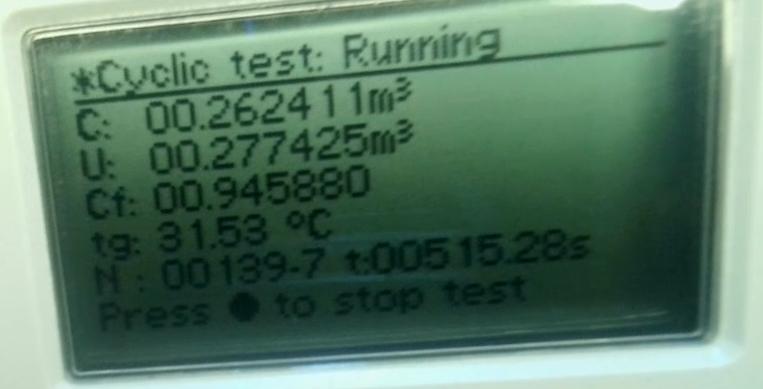 *Cyclic test: Running
C: 00.262411m³
U: 00.277425m³
Cf: 00.945880
tg: 31.53 °C
N : 00139-7 t:00515.28s
Press ● to stop test